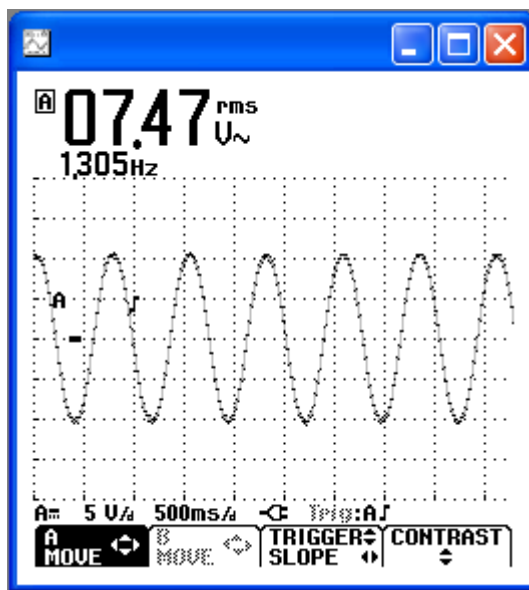 A 07.47 rms V~
1.305Hz
A
A 5 V/d 500ms/d Trig:A
A MOVE B MOVE TRIGGER SLOPE CONTRAST